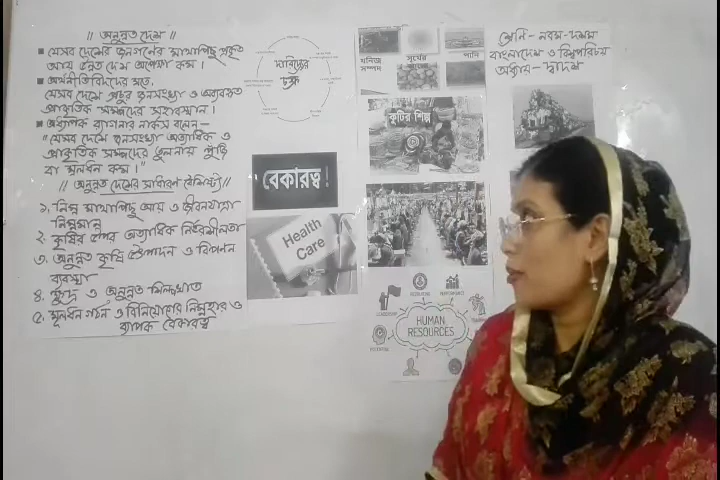 // অনুন্নত দেশ //
▪ যেসব দেশের জনগণের মাথাপিছু প্রকৃত
আয় উন্নত দেশ অপেক্ষা কম।
▪ অর্থনীতিবিদদের মতে,
যেসব দেশে প্রচুর জনসংখ্যা ও অব্যবহৃত
প্রাকৃতিক সম্পদের সহাবস্থান।
▪ অধ্যাপক র‍্যাগনার নার্কস বলেন–
"যেসব দেশে জনসংখ্যা অত্যাধিক ও
প্রাকৃতিক সম্পদের তুলনায় পুঁজি
বা মূলধন কম।"
// অনুন্নত দেশের সাধারণ বৈশিষ্ট্য //
১. নিম্ন মাথাপিছু আয় ও জীবনযাত্রা
নিম্নমান
২. কৃষির ওপর অত্যাধিক নির্ভরশীলতা
৩. অনুন্নত কৃষি উৎপাদন ও বিপণন
ব্যবস্থা
৪. ক্ষুদ্র ও অনুন্নত শিল্পখাত
৫. মূলধন গঠন ও বিনিয়োগের নিম্নহার ও
ব্যাপক বেকারত্ব
দারিদ্রের
চক্র
বেকারত্ব!
Health
Care
খনিজ
সম্পদ
সূর্যের
পানি
কুটির শিল্প
HUMAN
RESOURCES
শ্রেণি – নবম-দশম
বাংলাদেশ ও বিশ্বপরিচয়
অধ্যায় – দ্বাদশ